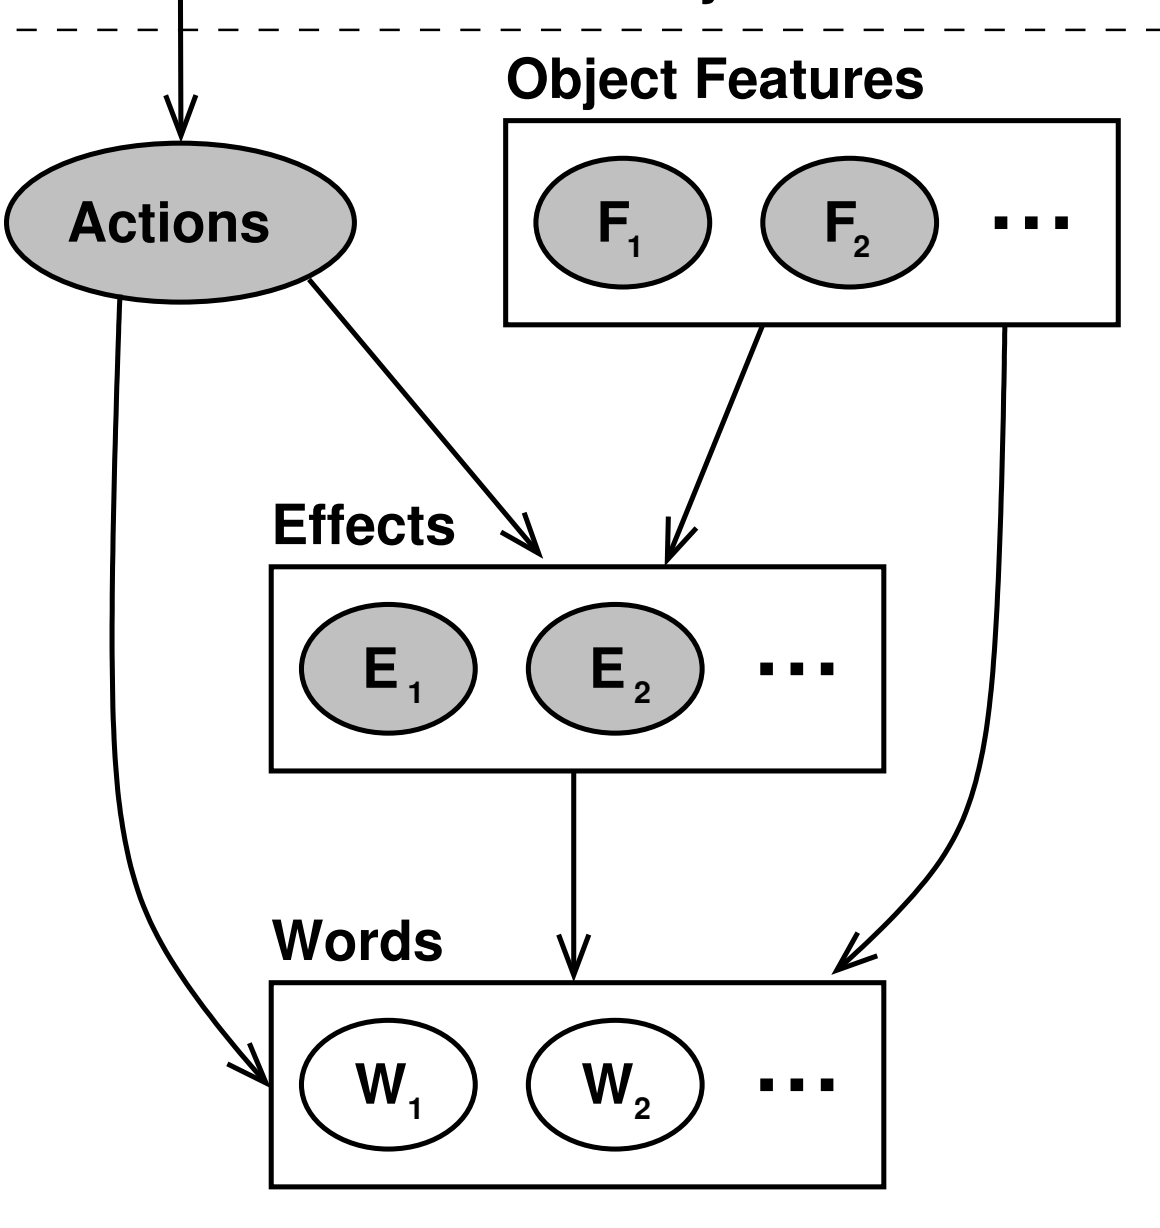 Object Features
Actions
F1 F2 ...
Effects
E1 E2 ...
Words
W1 W2 ...